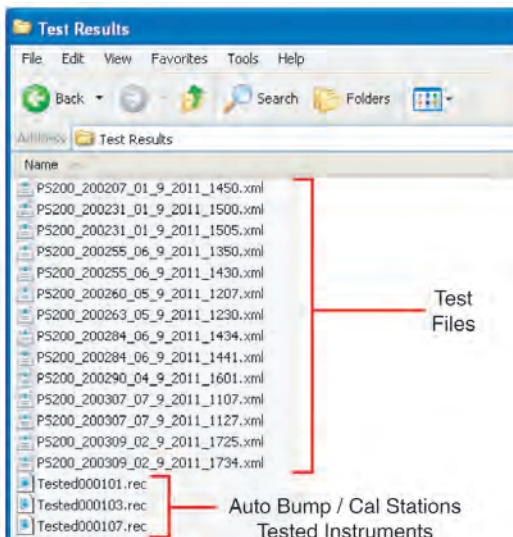 Test Results
File Edit View Favorites Tools Help
Back Search Folders
Address Test Results
Name
PS200_200207_01_9_2011_1450.xml
PS200_200231_01_9_2011_1500.xml
PS200_200231_01_9_2011_1505.xml
PS200_200255_06_9_2011_1350.xml
PS200_200255_06_9_2011_1430.xml
PS200_200260_05_9_2011_1207.xml
PS200_200263_05_9_2011_1230.xml
PS200_200284_06_9_2011_1434.xml
PS200_200284_06_9_2011_1441.xml
PS200_200290_04_9_2011_1601.xml
PS200_200307_07_9_2011_1107.xml
PS200_200307_07_9_2011_1127.xml
PS200_200309_02_9_2011_1725.xml
PS200_200309_02_9_2011_1734.xml
Test
Files
Tested000101.rec
Tested000103.rec
Tested000107.rec
Auto Bump / Cal Stations
Tested Instruments